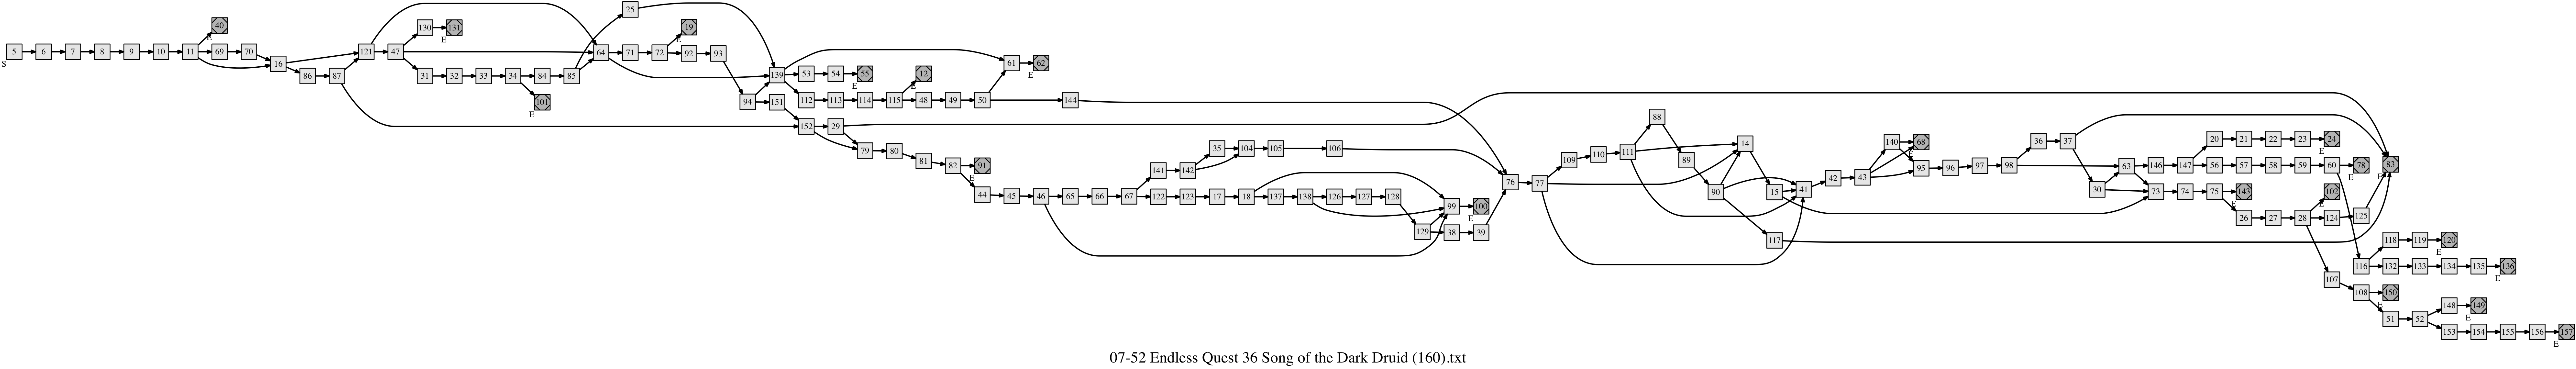 25
40 130 131 19
5 6 7 8 9 10 11 69 70 121 47 64 71 72 92 93
S E
16 86 87 31 32 33 34 84 85 139 53 54 55 12 61 62
101 94 151 112 113 114 115 48 49 50 144
E
152 29
79 80 81 82 91
44 45 46 65 66 67 141 142 35 104 105 106
122 123 17 18 137 138 126 127 128 99 100
129 38 39
76 77 109 110 111 88 89 90 14 15 41 117
42 43 140 68 95 96 97 98 36 37 30 63 73
146 147 20 21 22 23 24
56 57 58 59 60 78 83
74 75 143 26 27 28 102 124 125
116 118 119 120
132 133 134 135 136
107 108 150
51 52 148 149
153 154 155 156 157
07-52 Endless Quest 36 Song of the Dark Druid (160).txt